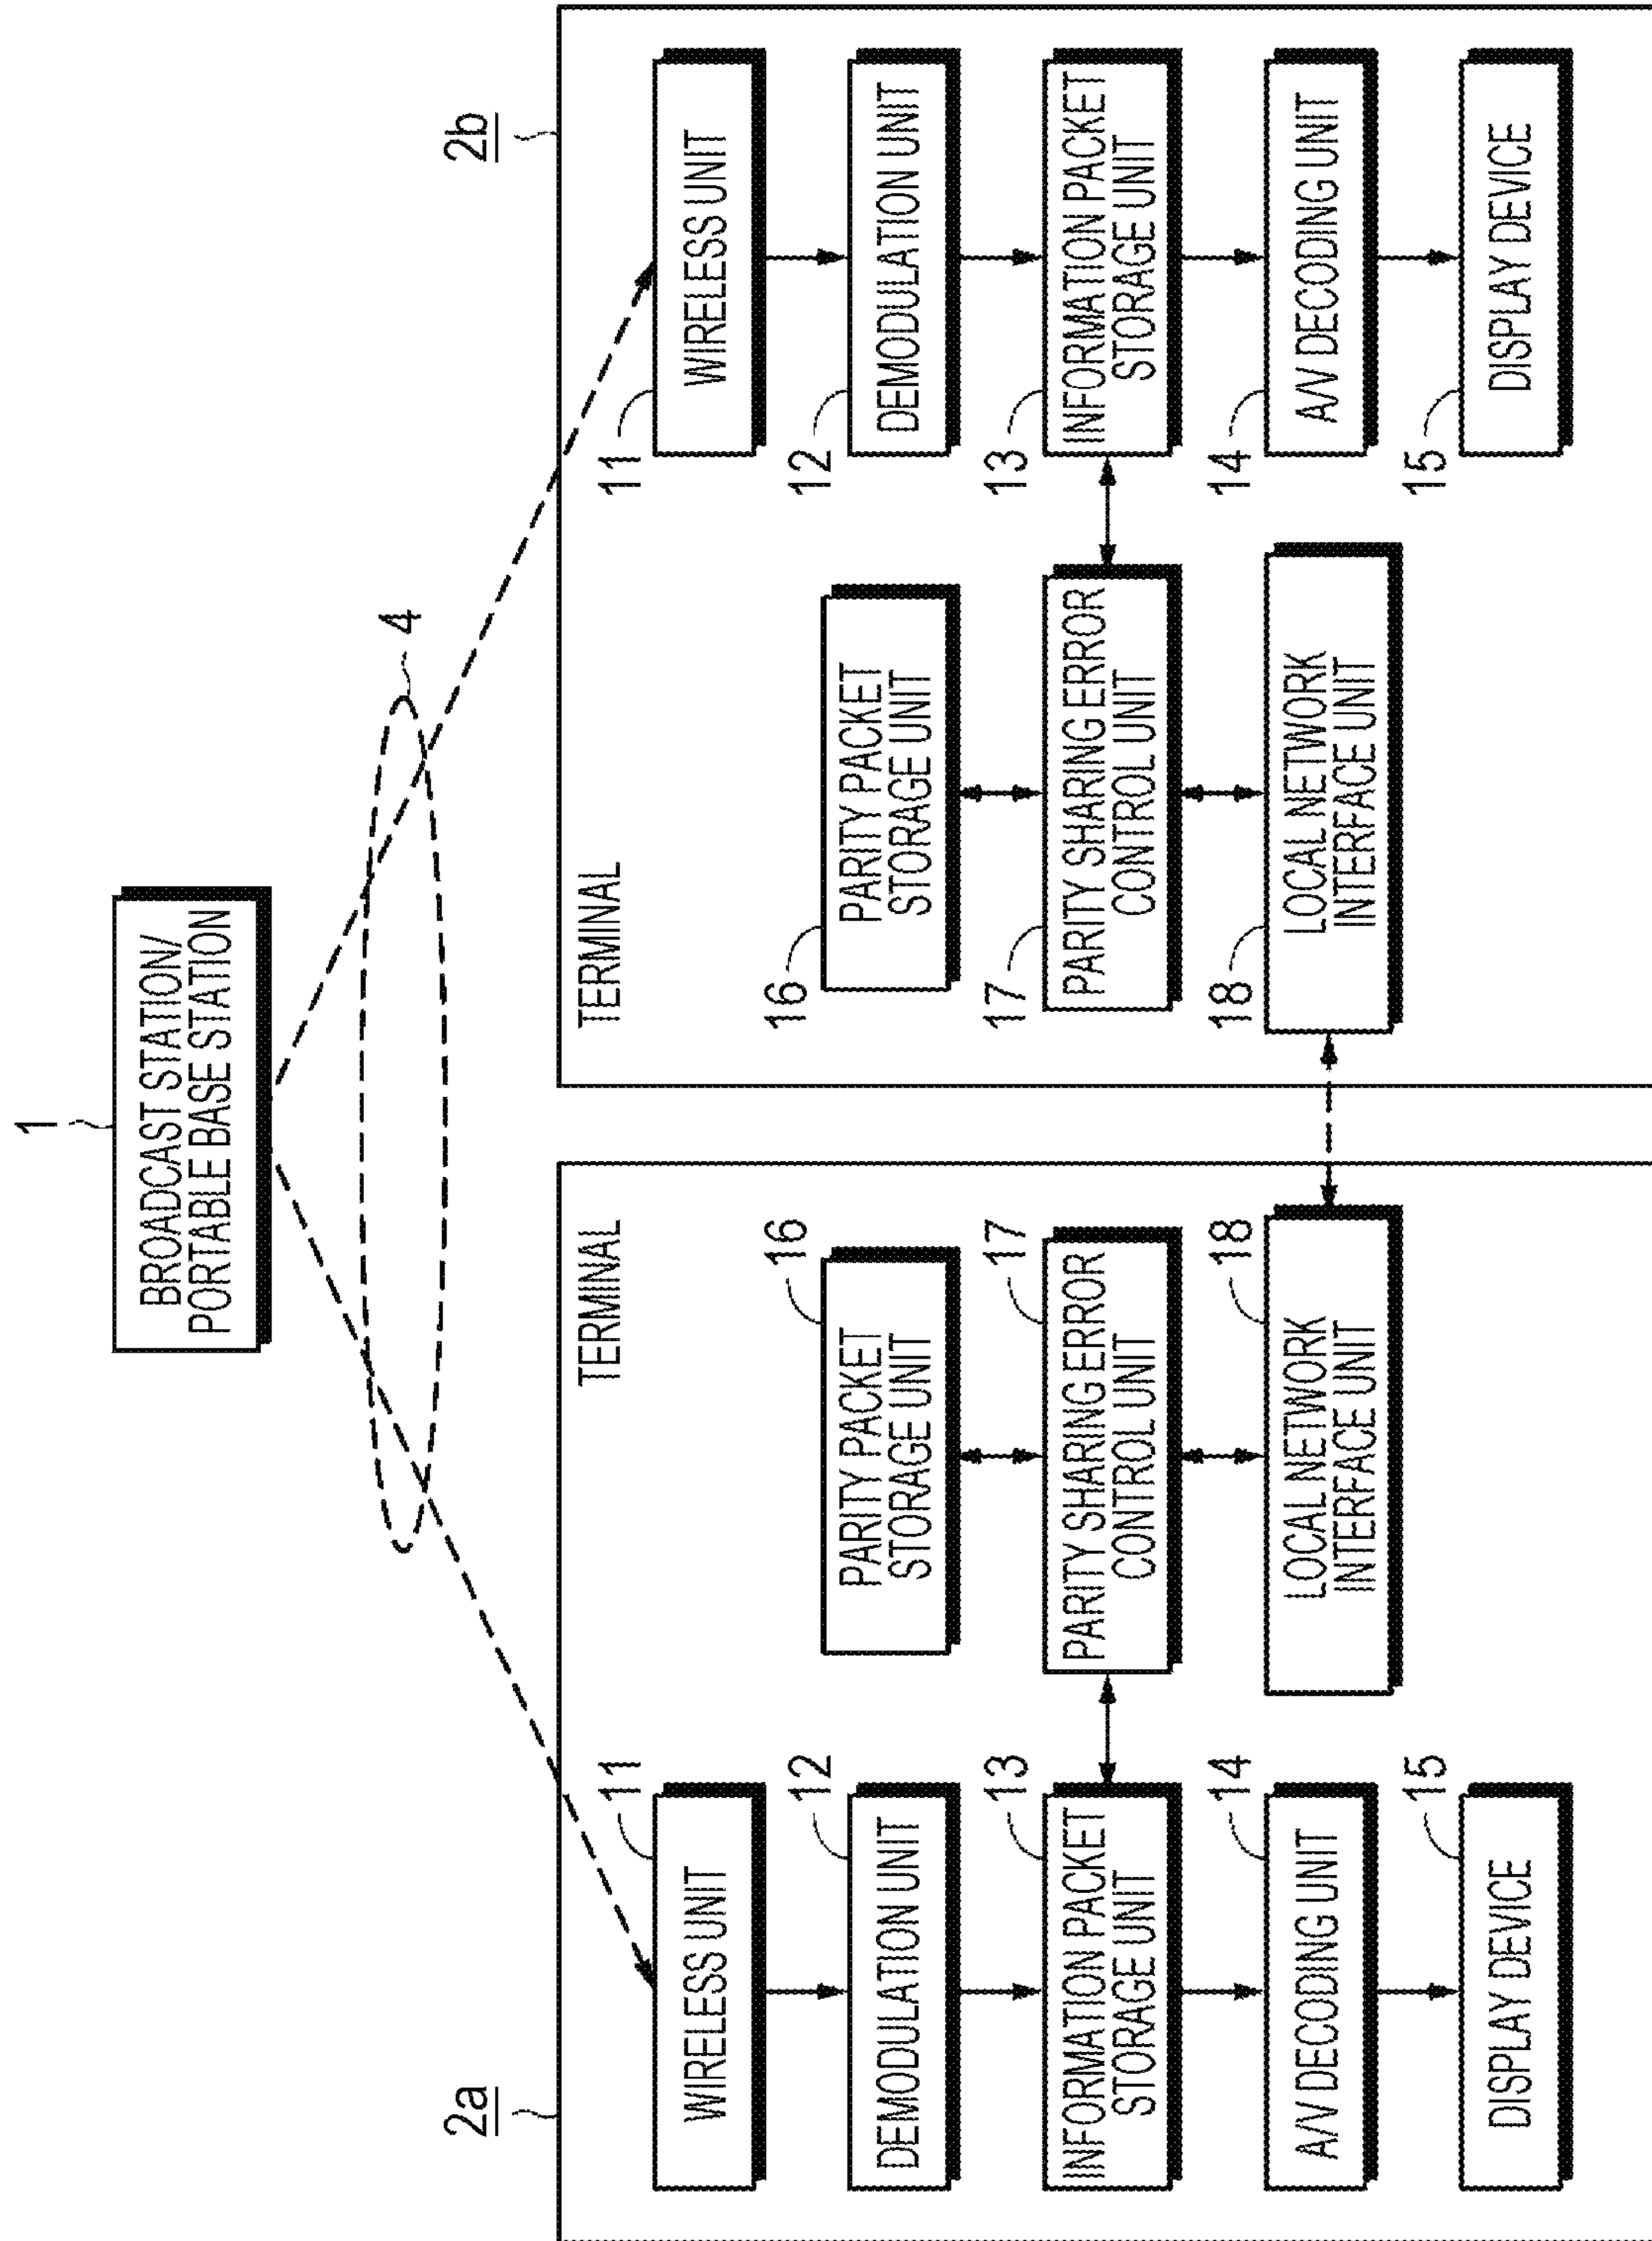 1
BROADCAST STATION/
PORTABLE BASE STATION
4
2a
2b
TERMINAL
11
WIRELESS UNIT
12
DEMODULATION UNIT
13
INFORMATION PACKET
STORAGE UNIT
14
A/V DECODING UNIT
15
DISPLAY DEVICE
16
PARITY PACKET
STORAGE UNIT
17
PARITY SHARING ERROR
CONTROL UNIT
18
LOCAL NETWORK
INTERFACE UNIT
TERMINAL
16
PARITY PACKET
STORAGE UNIT
17
PARITY SHARING ERROR
CONTROL UNIT
18
LOCAL NETWORK
INTERFACE UNIT
11
WIRELESS UNIT
12
DEMODULATION UNIT
13
INFORMATION PACKET
STORAGE UNIT
14
A/V DECODING UNIT
15
DISPLAY DEVICE